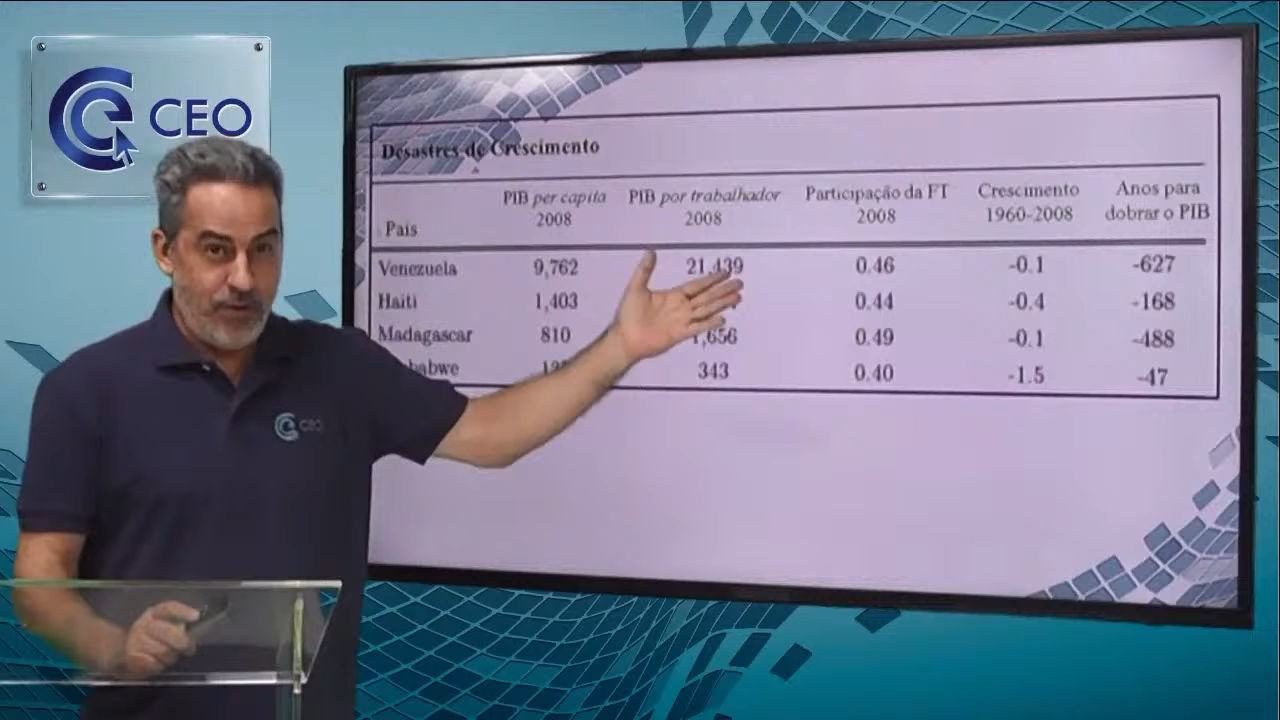 CEO
Desastres de Crescimento
País PIB per capita 2008 PIB por trabalhador 2008 Participação da FT 2008 Crescimento 1960-2008 Anos para dobrar o PIB
Venezuela 9,762 21,439 0.46 -0.1 -627
Haiti 1,403 0.44 -0.4 -168
Madagascar 810 0.49 -0.1 -488
343 0.40 -1.5 -47
CEO